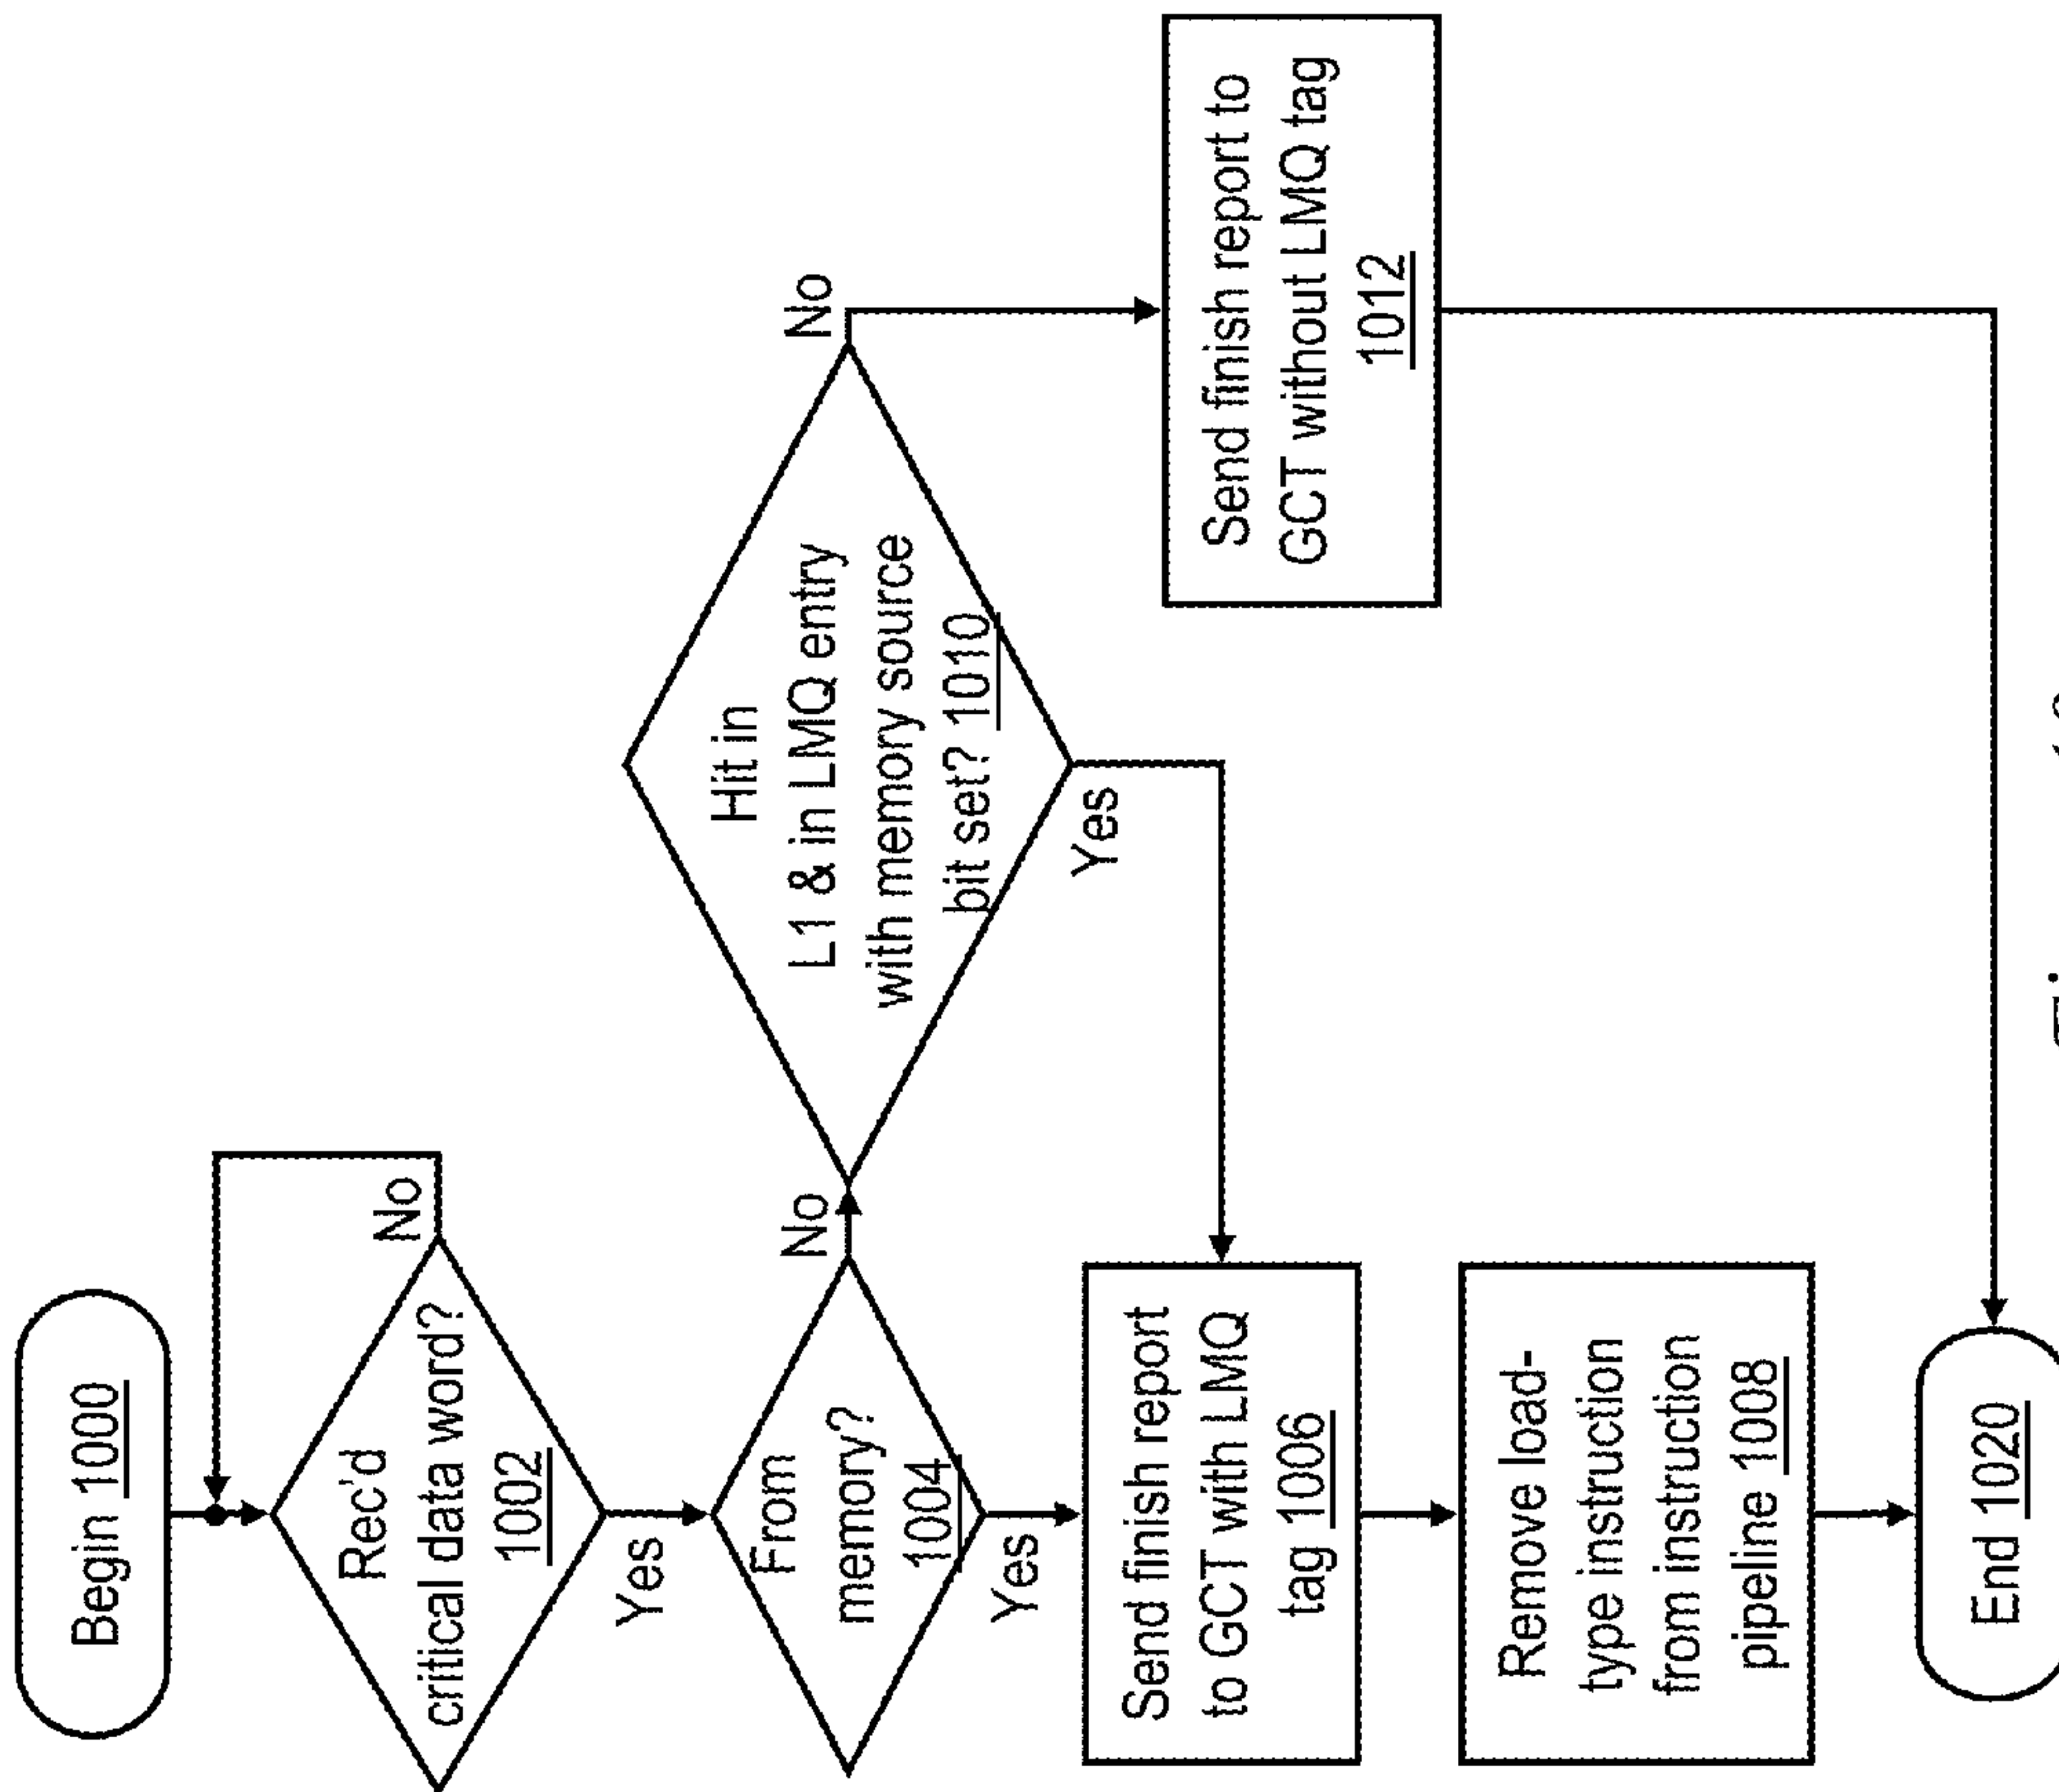 Begin 1000
Rec'd
critical data word?
1002
No
Yes
From
memory?
1004
No
Yes
Hit in
L1 & in LMQ entry
with memory source
bit set? 1010
No
Yes
Send finish report
to GCT with LMQ
tag 1006
Send finish report to
GCT without LMQ tag
1012
Remove load-
type instruction
from instruction
pipeline 1008
End 1020